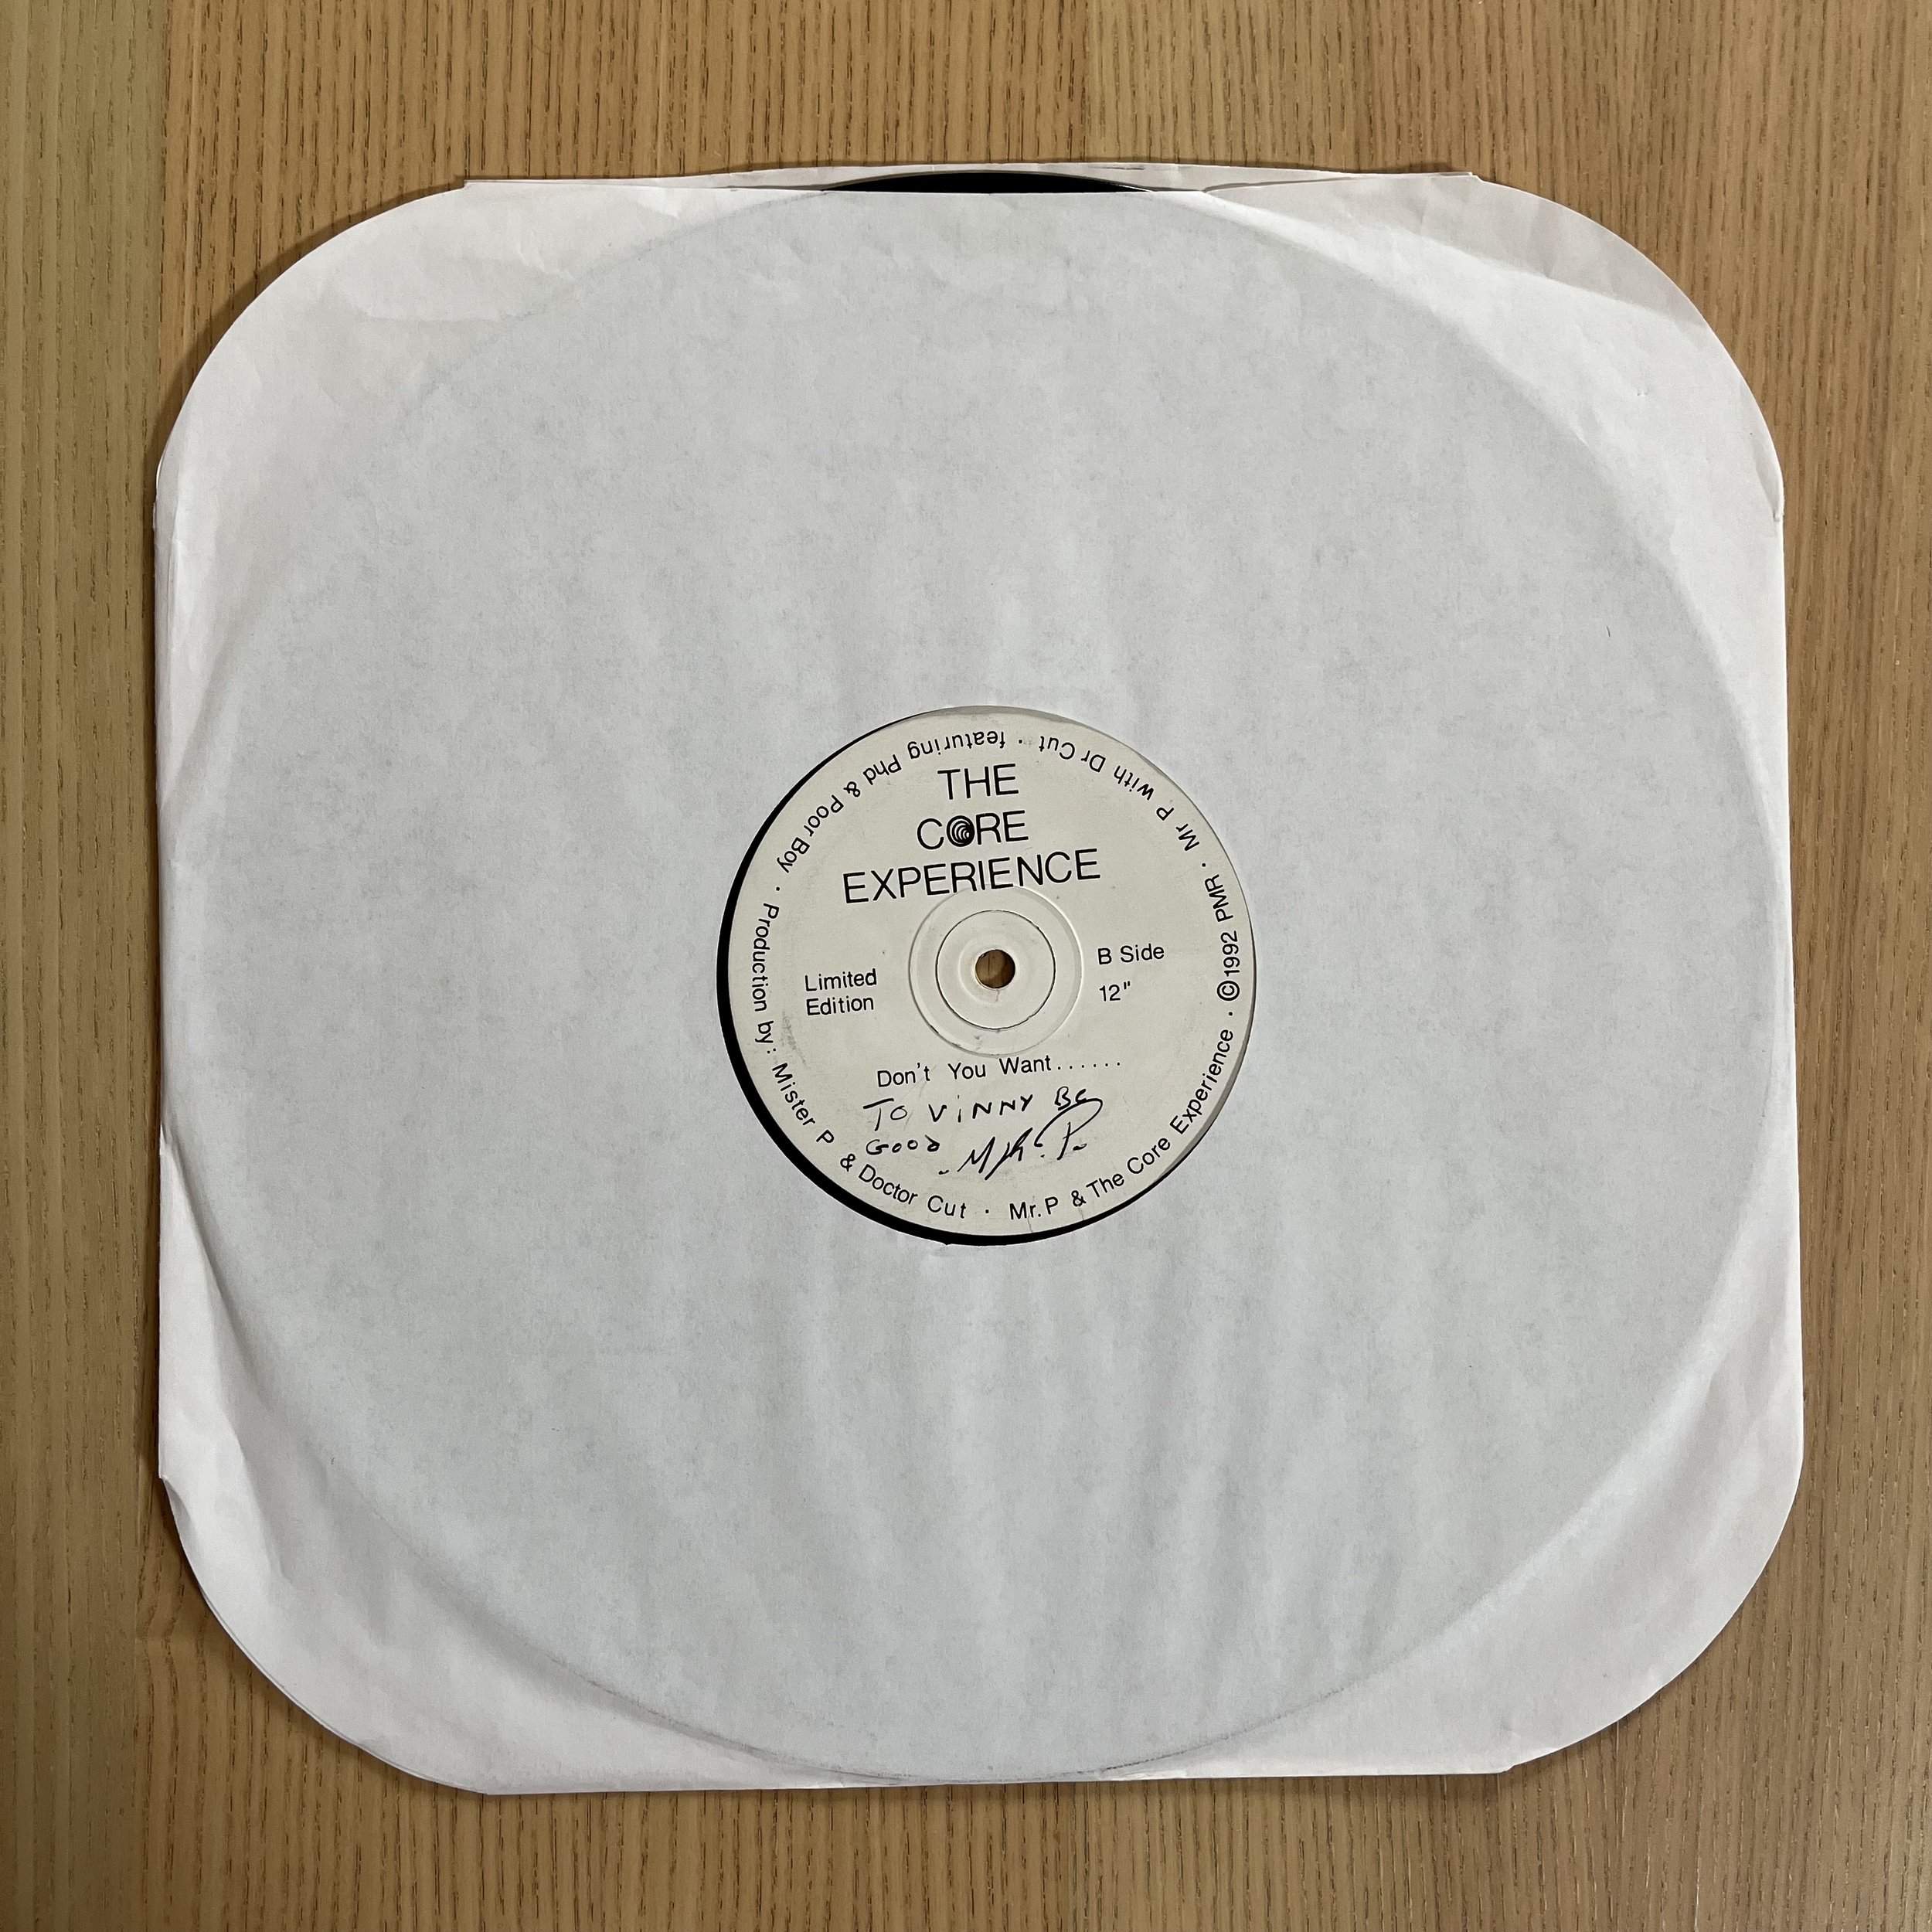 THE
CORE
EXPERIENCE
Limited
Edition
B Side
12"
Don't You Want......
TO ViNNY BE
GOOD Mr. P.
Mr P with Dr Cut · featuring Phd & Poor Boy · Production by: Mister P & Doctor Cut · Mr.P & The Core Experience · ©1992 PMR ·